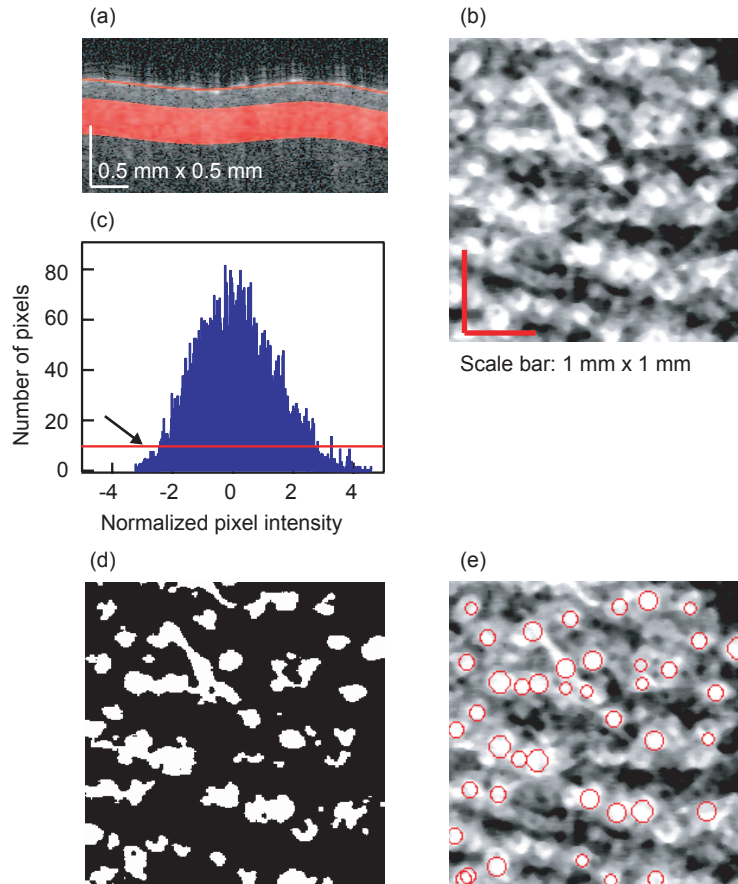 (a)
(b)
0.5 mm x 0.5 mm
(c)
80
60
40
20
0
Number of pixels
-4
-2
0
2
4
Normalized pixel intensity
Scale bar: 1 mm x 1 mm
(d)
(e)